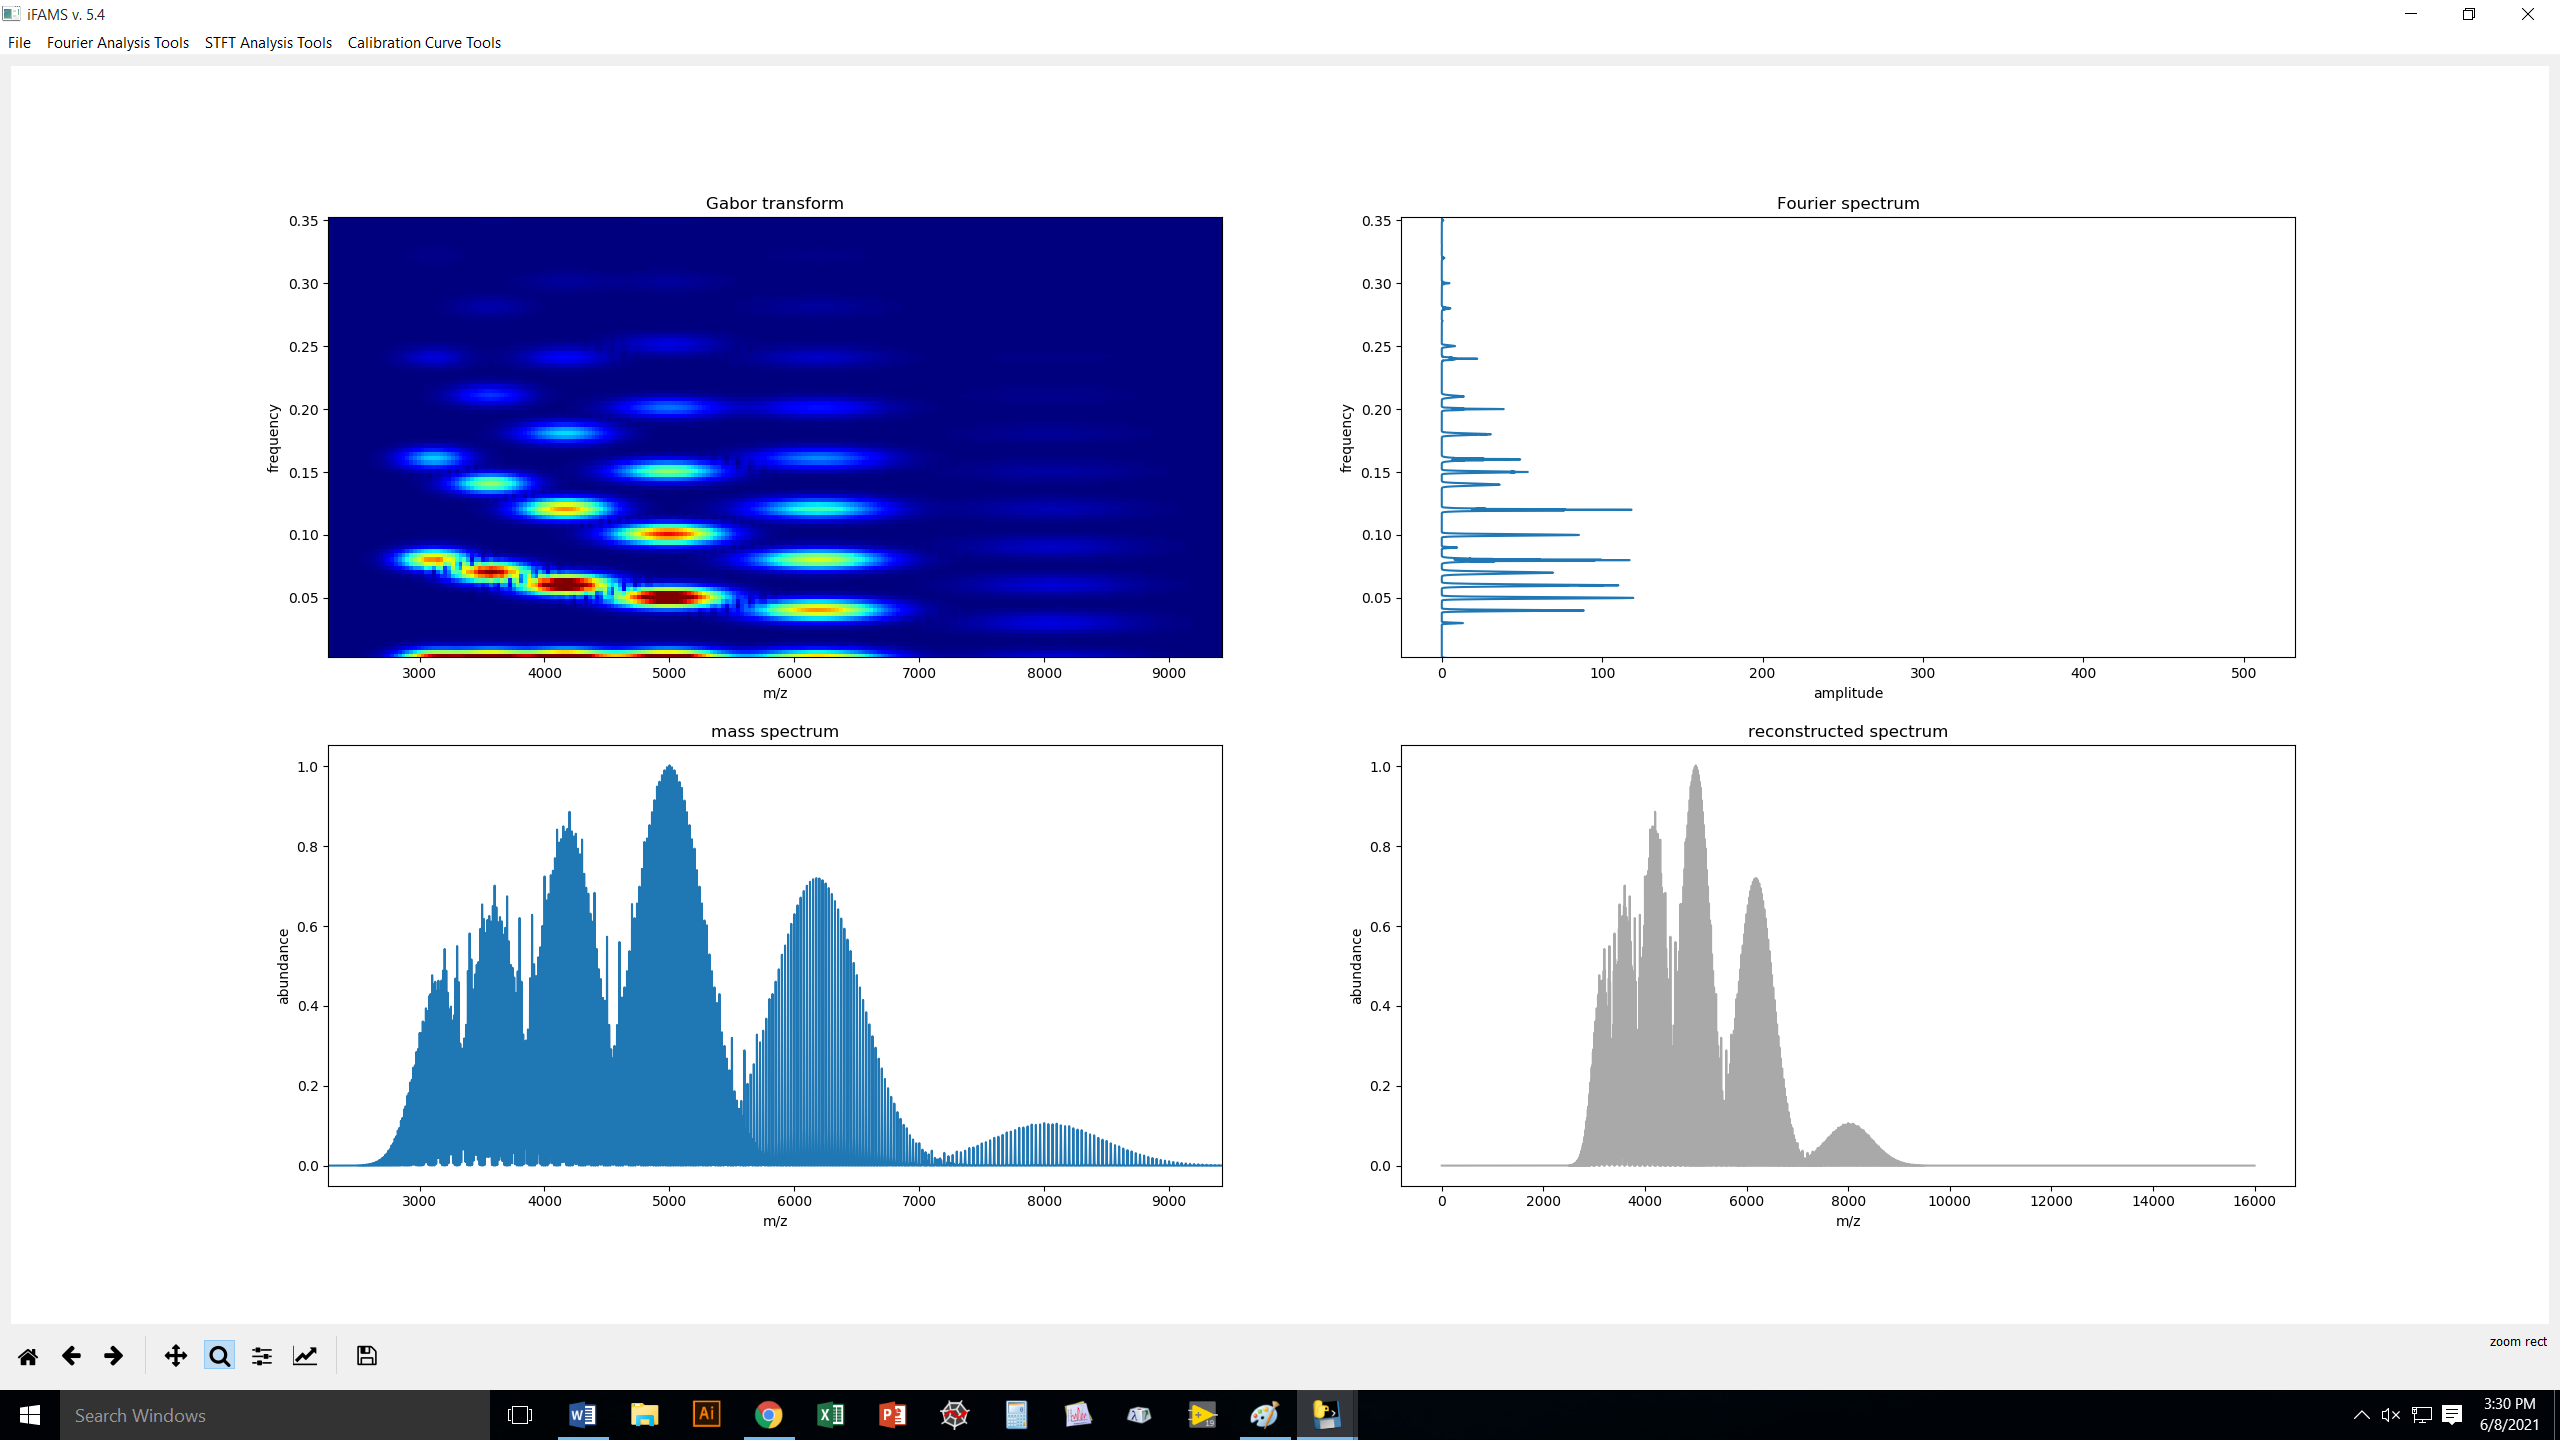 iFAMS v. 5.4
File Fourier Analysis Tools STFT Analysis Tools Calibration Curve Tools
Gabor transform
0.35
0.30
0.25
0.20
0.15
0.10
0.05
frequency
3000 4000 5000 6000 7000 8000 9000
m/z
Fourier spectrum
0.35
0.30
0.25
0.20
0.15
0.10
0.05
frequency
0 100 200 300 400 500
amplitude
mass spectrum
1.0
0.8
0.6
0.4
0.2
0.0
abundance
3000 4000 5000 6000 7000 8000 9000
m/z
reconstructed spectrum
1.0
0.8
0.6
0.4
0.2
0.0
abundance
0 2000 4000 6000 8000 10000 12000 14000 16000
m/z
zoom rect
Search Windows
Ai
19
3:30 PM
6/8/2021